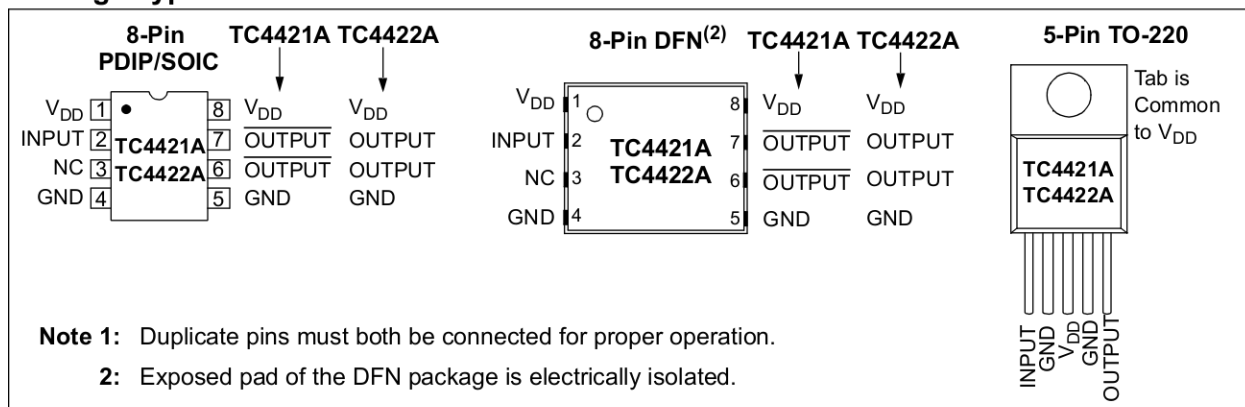 8-Pin
PDIP/SOIC
TC4421A TC4422A
VDD 1 8 VDD VDD
INPUT 2 TC4421A 7 OUTPUT OUTPUT
NC 3 TC4422A 6 OUTPUT OUTPUT
GND 4 5 GND GND
8-Pin DFN(2) TC4421A TC4422A
VDD 1 8 VDD VDD
INPUT 2 TC4421A 7 OUTPUT OUTPUT
NC 3 TC4422A 6 OUTPUT OUTPUT
GND 4 5 GND GND
5-Pin TO-220
Tab is
Common
to VDD
TC4421A
TC4422A
INPUT
GND
VDD
GND
OUTPUT
Note 1: Duplicate pins must both be connected for proper operation.
2: Exposed pad of the DFN package is electrically isolated.